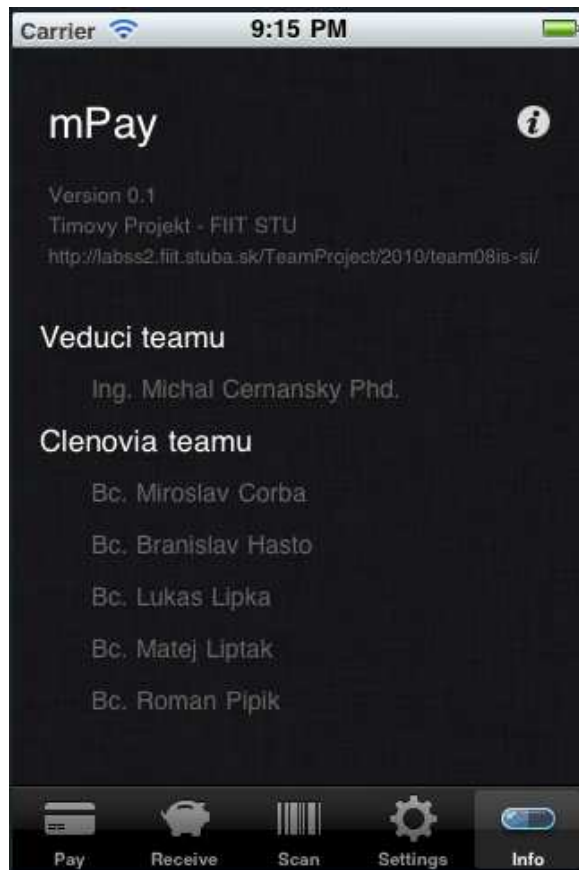 Carrier 9:15 PM
mPay
Version 0.1
Timovy Projekt - FIIT STU
http://labss2.fiit.stuba.sk/TeamProject/2010/team08is-si/
Veduci teamu
Ing. Michal Cernansky Phd.
Clenovia teamu
Bc. Miroslav Corba
Bc. Branislav Hasto
Bc. Lukas Lipka
Bc. Matej Liptak
Bc. Roman Pipik
Pay Receive Scan Settings Info